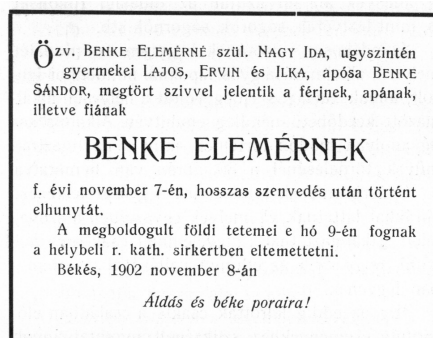 Özv. BENKE ELEMÉRNÉ szül. NAGY IDA, ugyszintén
gyermekei LAJOS, ERVIN és ILKA, apósa BENKE
SÁNDOR, megtört szivvel jelentik a férjnek, apának,
illetve fiának
BENKE ELEMÉRNEK
f. évi november 7-én, hosszas szenvedés után történt
elhunytát.
A megboldogult földi tetemei e hó 9-én fognak
a helybeli r. kath. sirkertben eltemettetni.
Békés, 1902 november 8-án
Áldás és béke poraira!